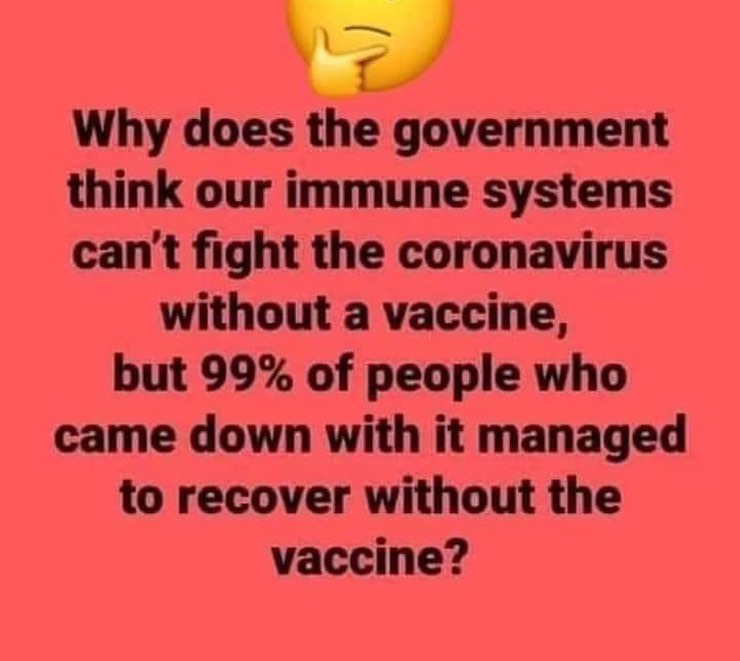 Why does the government
think our immune systems
can't fight the coronavirus
without a vaccine,
but 99% of people who
came down with it managed
to recover without the
vaccine?